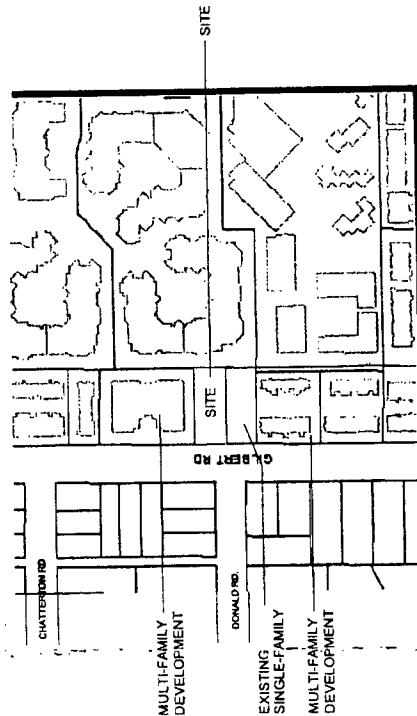 SITE
CHATTERTON RD
SITE
GILBERT RD
DONALD RD.
MULTI-FAMILY
DEVELOPMENT
EXISTING
SINGLE-FAMILY
MULTI-FAMILY
DEVELOPMENT